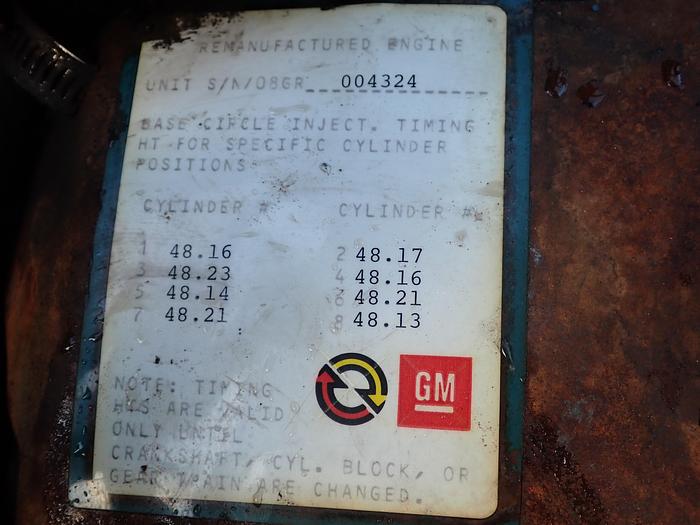 REMANUFACTURED ENGINE
UNIT S/N/08GR 004324
BASE CIRCLE INJECT. TIMING
HT FOR SPECIFIC CYLINDER
POSITIONS
CYLINDER # CYLINDER #
1 48.16 2 48.17
3 48.23 4 48.16
5 48.14 6 48.21
7 48.21 8 48.13
GM
NOTE: TIMING
HTS ARE VALID
ONLY UNTIL
CRANKSHAFT, CYL. BLOCK, OR
GEAR TRAIN ARE CHANGED.